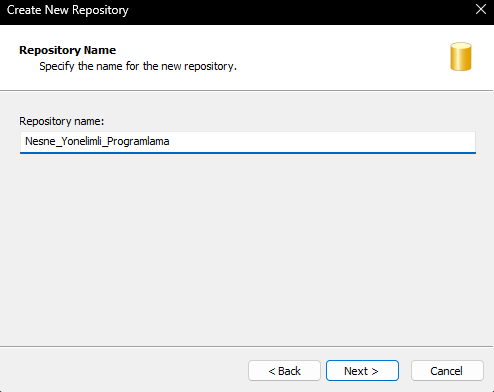 Create New Repository
Repository Name
Specify the name for the new repository.
Repository name:
Nesne_Yonelimli_Programlama
< Back
Next >
Cancel